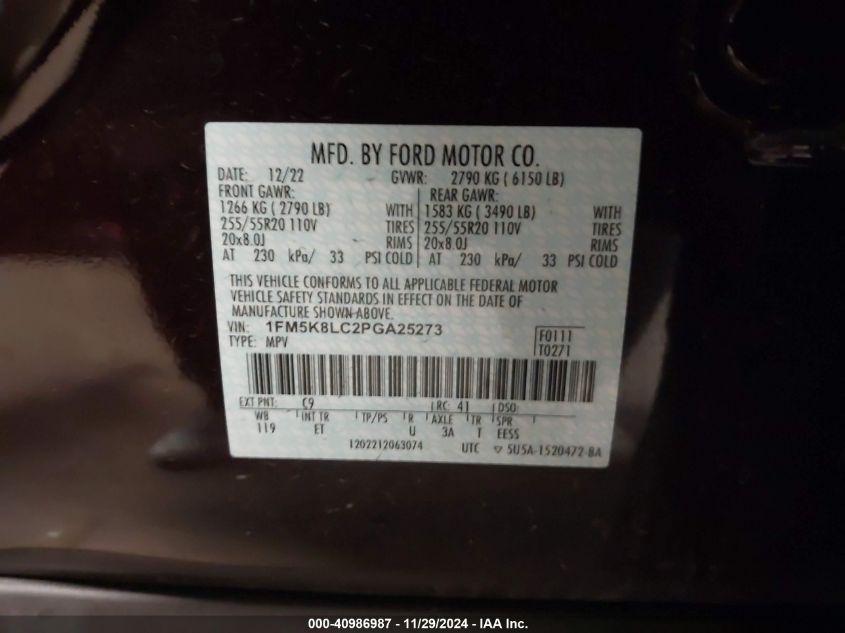 MFD. BY FORD MOTOR CO.
DATE: 12/22 GVWR: 2790 KG ( 6150 LB)
FRONT GAWR: REAR GAWR:
1266 KG ( 2790 LB) WITH 1583 KG ( 3490 LB) WITH
255/55R20 110V TIRES 255/55R20 110V TIRES
20x8.0J RIMS 20x8.0J RIMS
AT 230 kPa/ 33 PSI COLD AT 230 kPa/ 33 PSI COLD
THIS VEHICLE CONFORMS TO ALL APPLICABLE FEDERAL MOTOR
VEHICLE SAFETY STANDARDS IN EFFECT ON THE DATE OF
MANUFACTURE SHOWN ABOVE.
VIN: 1FM5K8LC2PGA25273 F0111
TYPE: MPV T0271
EXT PNT: C9 RC: 41 DSO:
WB INT TR TP/PS R AXLE TR SPR
119 ET U 3A T EESS
1202212063074 UTC ▽ 5U5A-1520472-BA
000-40986987 - 11/29/2024 - IAA Inc.